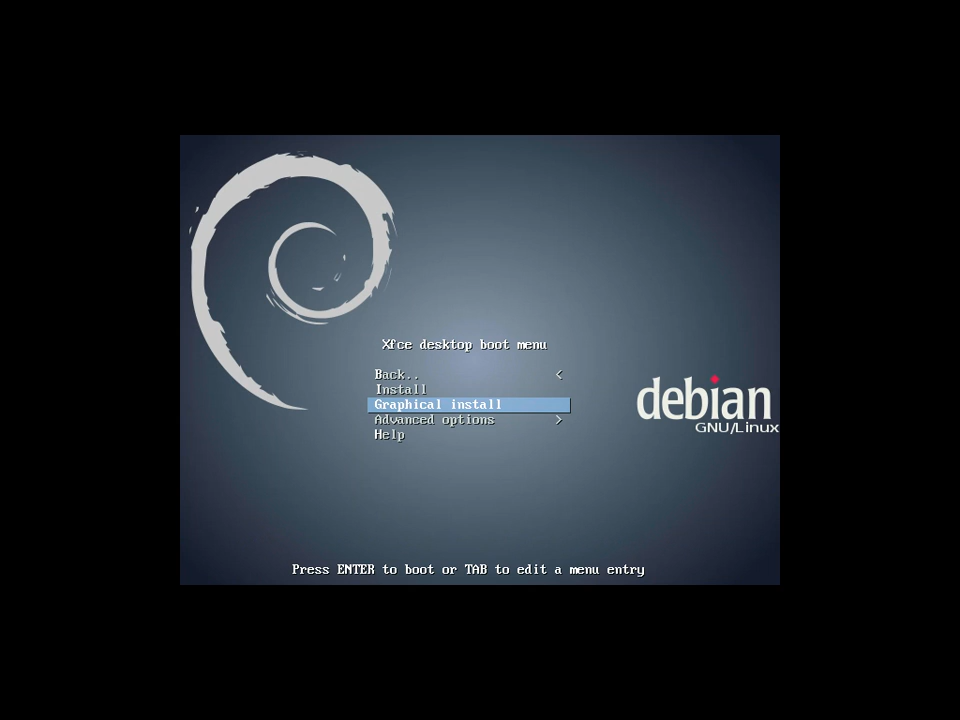 Xfce desktop boot menu
Back.. <
Install
Graphical install
Advanced options >
Help
debian
GNU/Linux
Press ENTER to boot or TAB to edit a menu entry